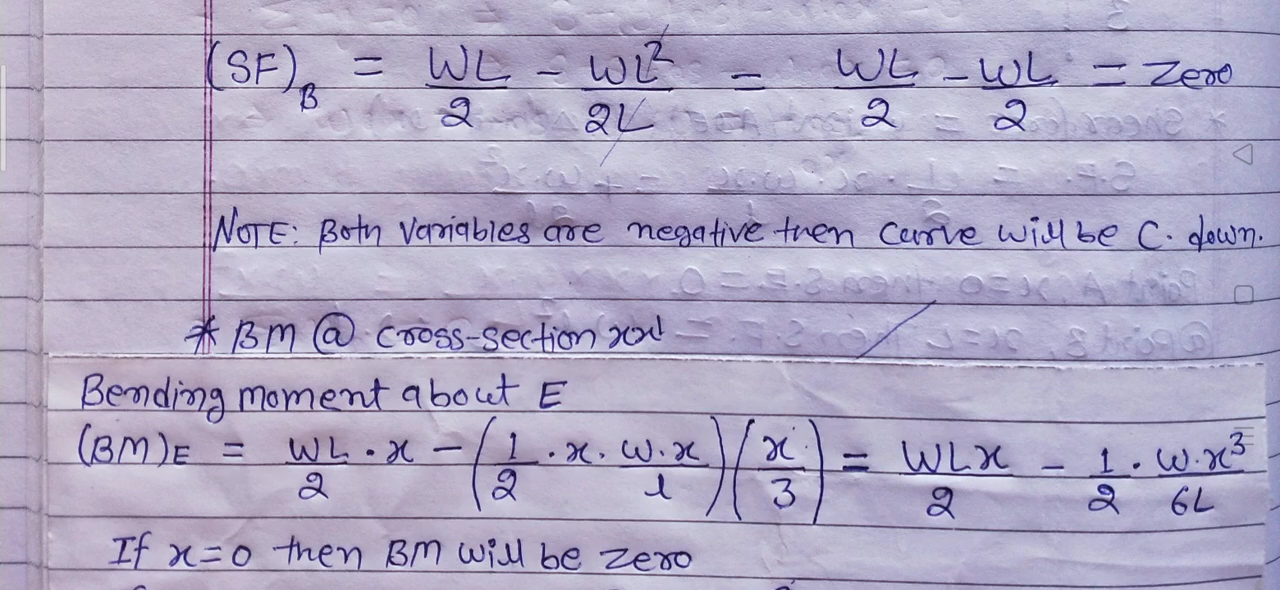 (SF)B = WL/2 - WL²/2L - WL/2 - WL/2 = Zero
NOTE: Both variables are negative then curve will be C. down.
* BM @ cross-section xx'
Bending moment about E
(BM)E = WL/2 · x - (1/2 · x · w.x/l)(x/3) = WLx/2 - 1/2 · w.x³/6L
If x=0 then BM will be zero